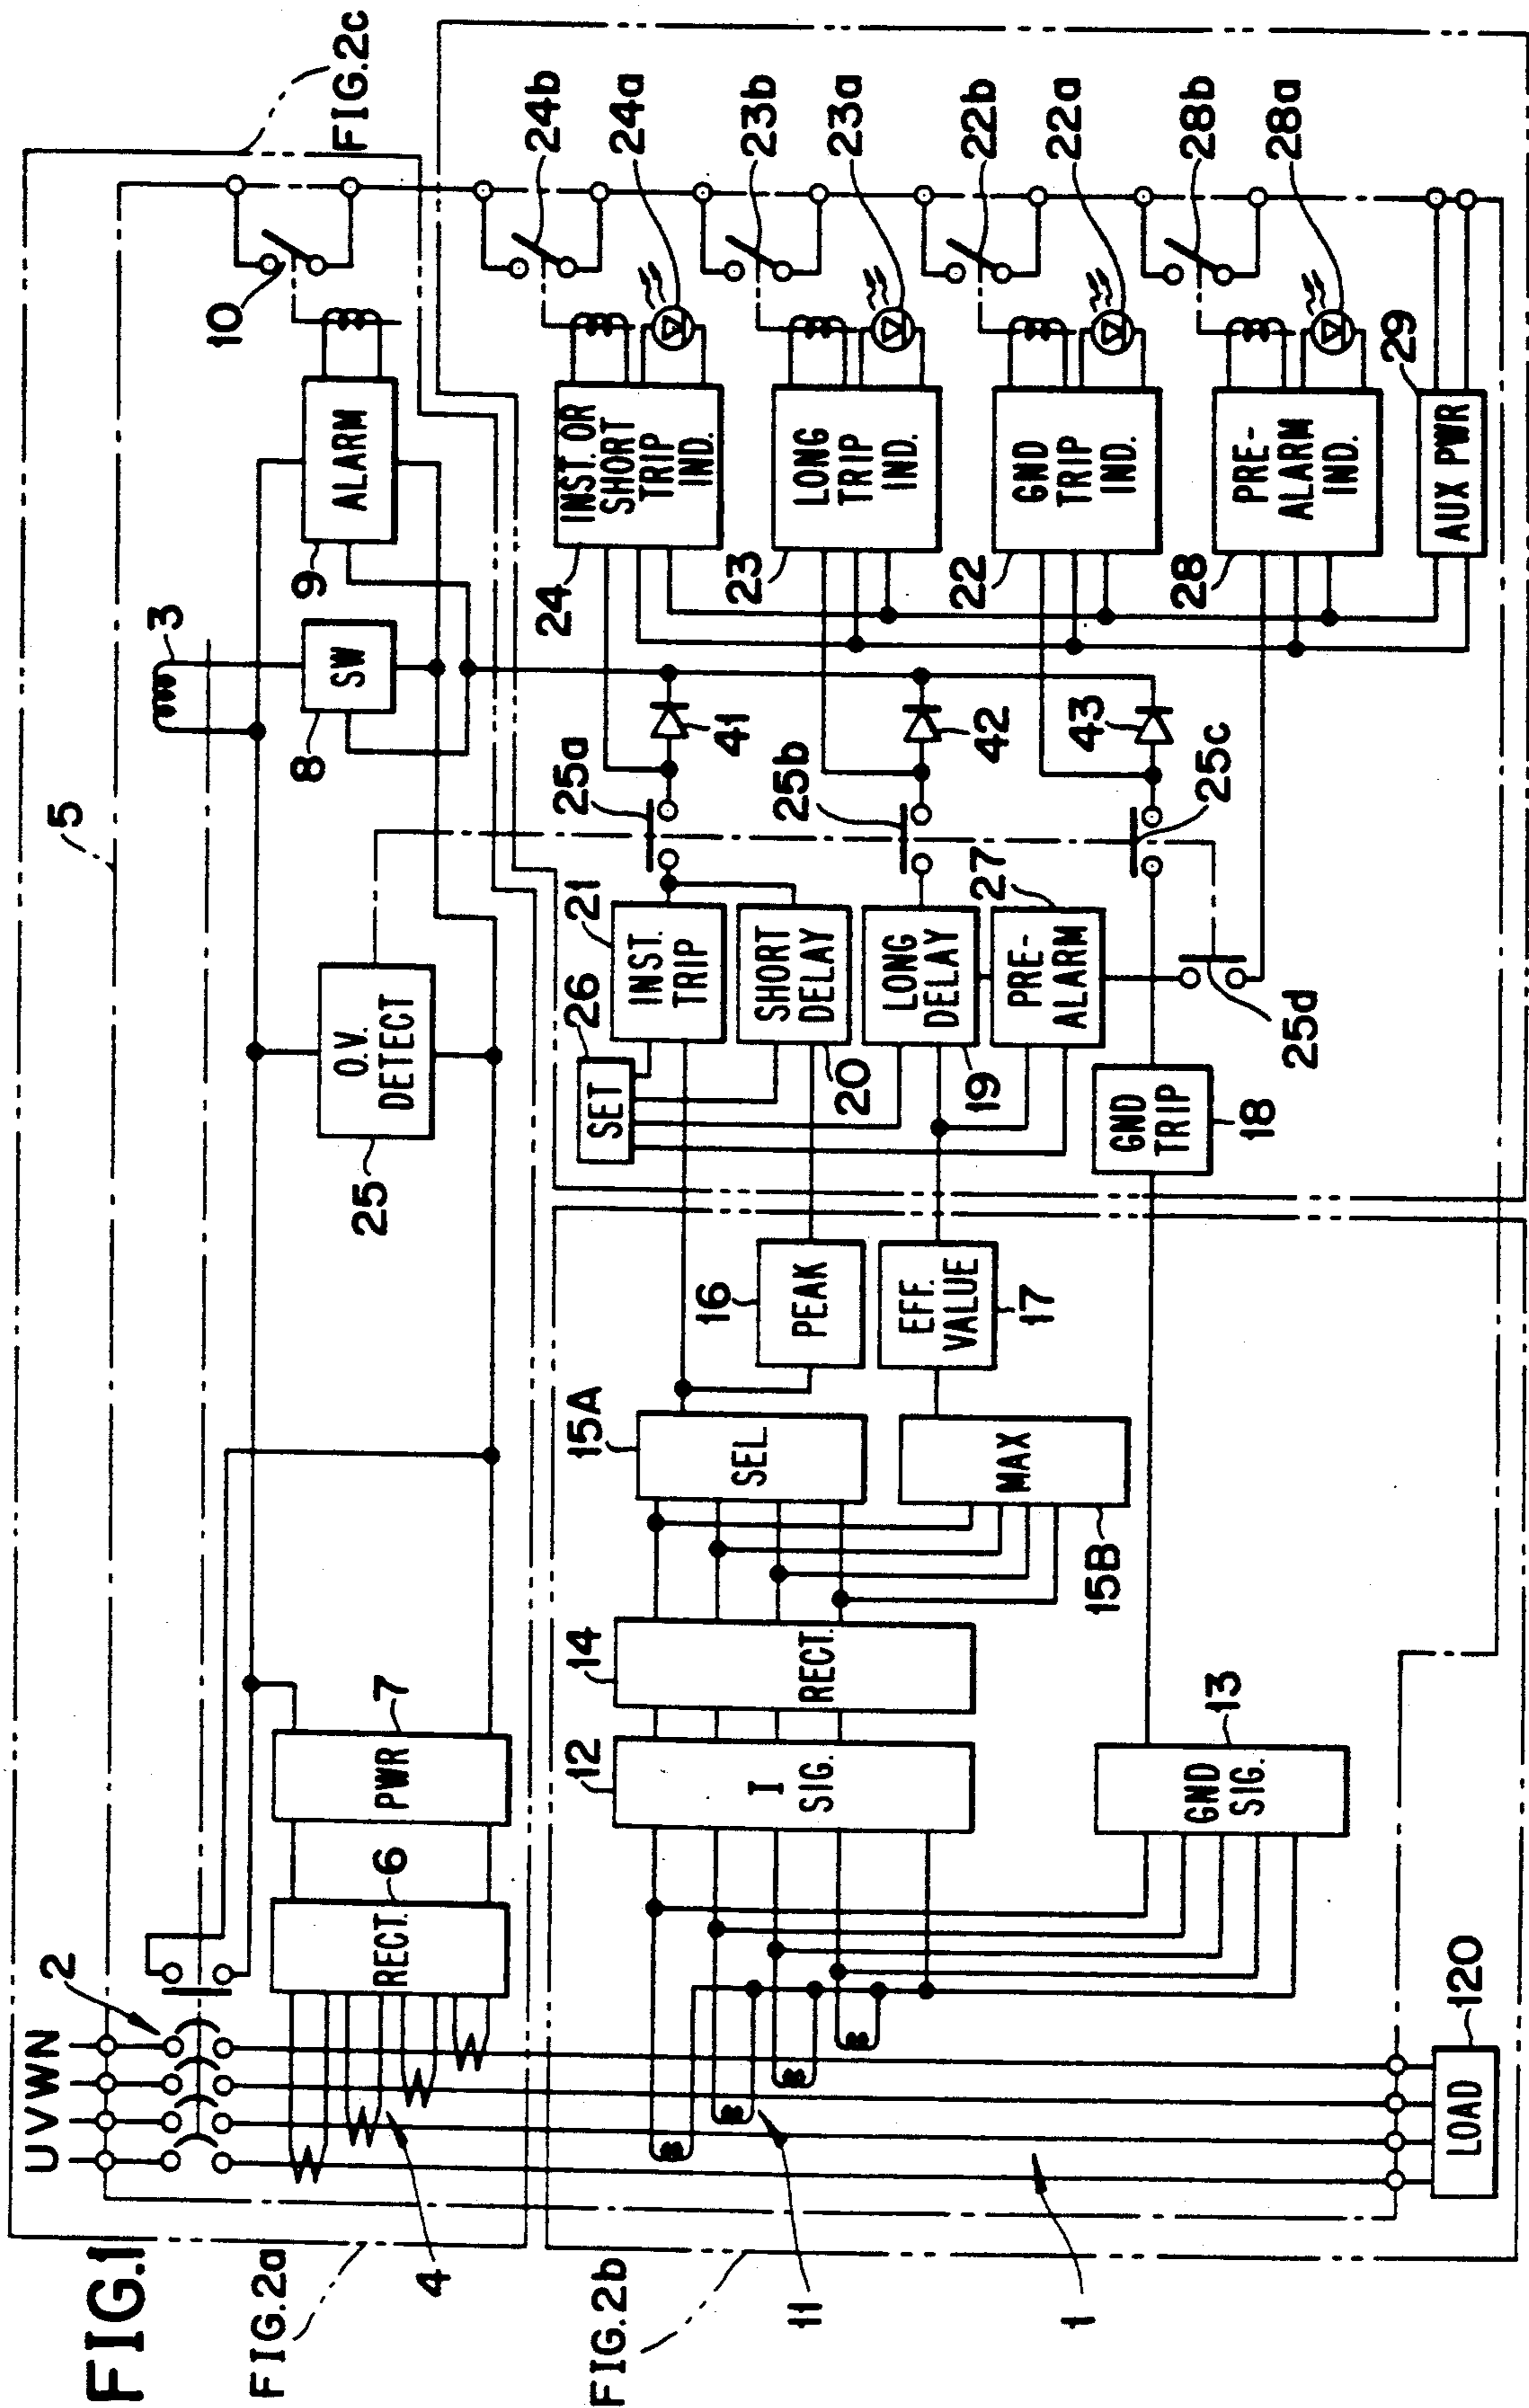 FIG.1
FIG.2a
FIG.2b
FIG.2c
U V W N
2
4
5
RECT.
6
PWR
7
O.V.
DETECT
25
3
SW
8
ALARM
9
10
11
1
I
SIG.
12
RECT.
14
SEL.
15A
MAX
15B
PEAK
16
EFF.
VALUE
17
GND
SIG.
13
LOAD
120
SET
26
INST.
TRIP
21
SHORT
DELAY
20
LONG
DELAY
19
PRE-
ALARM
27
GND
TRIP
18
25a
25b
25c
25d
41
42
43
INST. OR
SHORT
TRIP
IND.
24
24b
24a
LONG
TRIP
IND.
23
23b
23a
GND
TRIP
IND.
22
22b
22a
PRE-
ALARM
IND.
28
28b
28a
AUX PWR
29